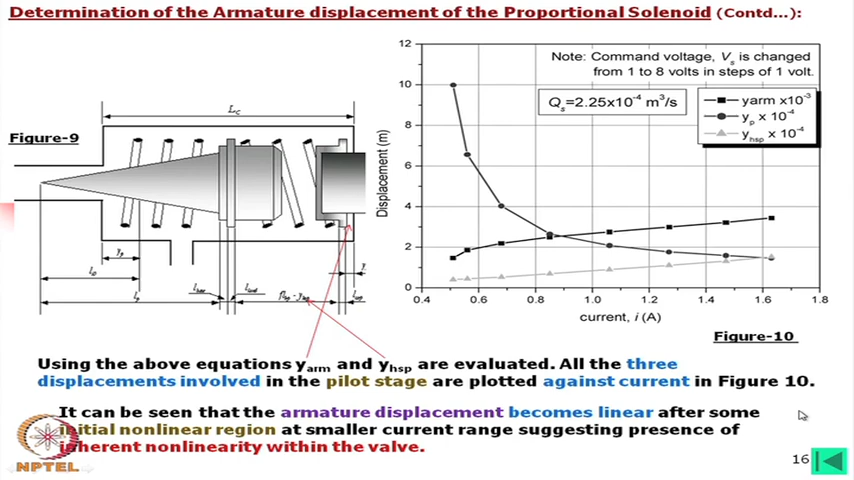 Determination of the Armature displacement of the Proportional Solenoid (Contd...):
Figure-9
L_C
y_p
l_p
12
10
8
6
4
2
0
Displacement (m)
Note: Command voltage, V_s is changed
from 1 to 8 volts in steps of 1 volt.
Q_s=2.25x10^-4 m^3/s
yarm x10^-3
y_p x 10^-4
y_hsp x 10^-4
0.4 0.6 0.8 1.0 1.2 1.4 1.6 1.8
current, i (A)
Figure-10
Using the above equations y_arm and y_hsp are evaluated. All the three
displacements involved in the pilot stage are plotted against current in Figure 10.
It can be seen that the armature displacement becomes linear after some
initial nonlinear region at smaller current range suggesting presence of
inherent nonlinearity within the valve.
NPTEL
16